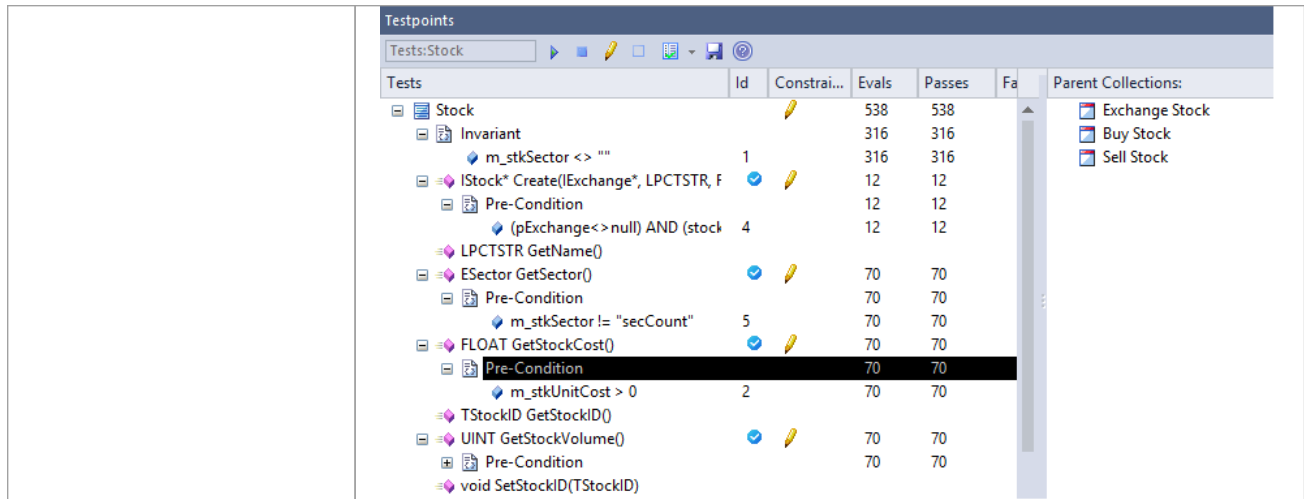 Testpoints
Tests:Stock
Tests Id Constrai... Evals Passes Fa Parent Collections:
Stock 538 538 Exchange Stock
Invariant 316 316 Buy Stock
m_stkSector <> "" 1 316 316 Sell Stock
IStock* Create(IExchange*, LPCTSTR, F 12 12
Pre-Condition 12 12
(pExchange<>null) AND (stock 4 12 12
LPCTSTR GetName()
ESector GetSector() 70 70
Pre-Condition 70 70
m_stkSector != "secCount" 5 70 70
FLOAT GetStockCost() 70 70
Pre-Condition 70 70
m_stkUnitCost > 0 2 70 70
TStockID GetStockID()
UINT GetStockVolume() 70 70
Pre-Condition 70 70
void SetStockID(TStockID)